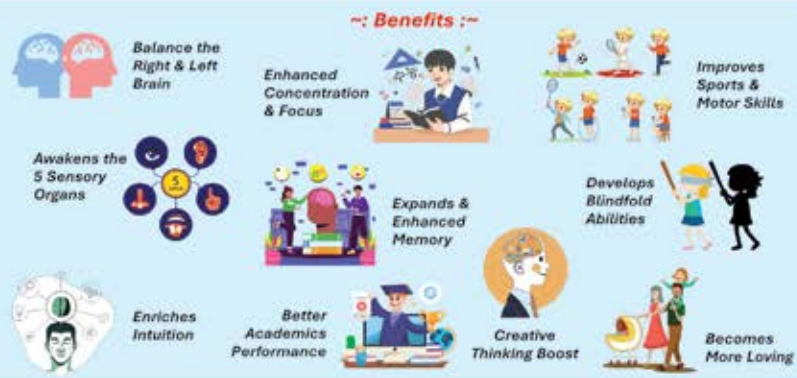 ~: Benefits :~
Balance the
Right & Left
Brain
Enhanced
Concentration
& Focus
Improves
Sports &
Motor Skills
Awakens the
5 Sensory
Organs
5
Expands &
Enhanced
Memory
Develops
Blindfold
Abilities
Enriches
Intuition
Better
Academics
Performance
Creative
Thinking Boost
Becomes
More Loving